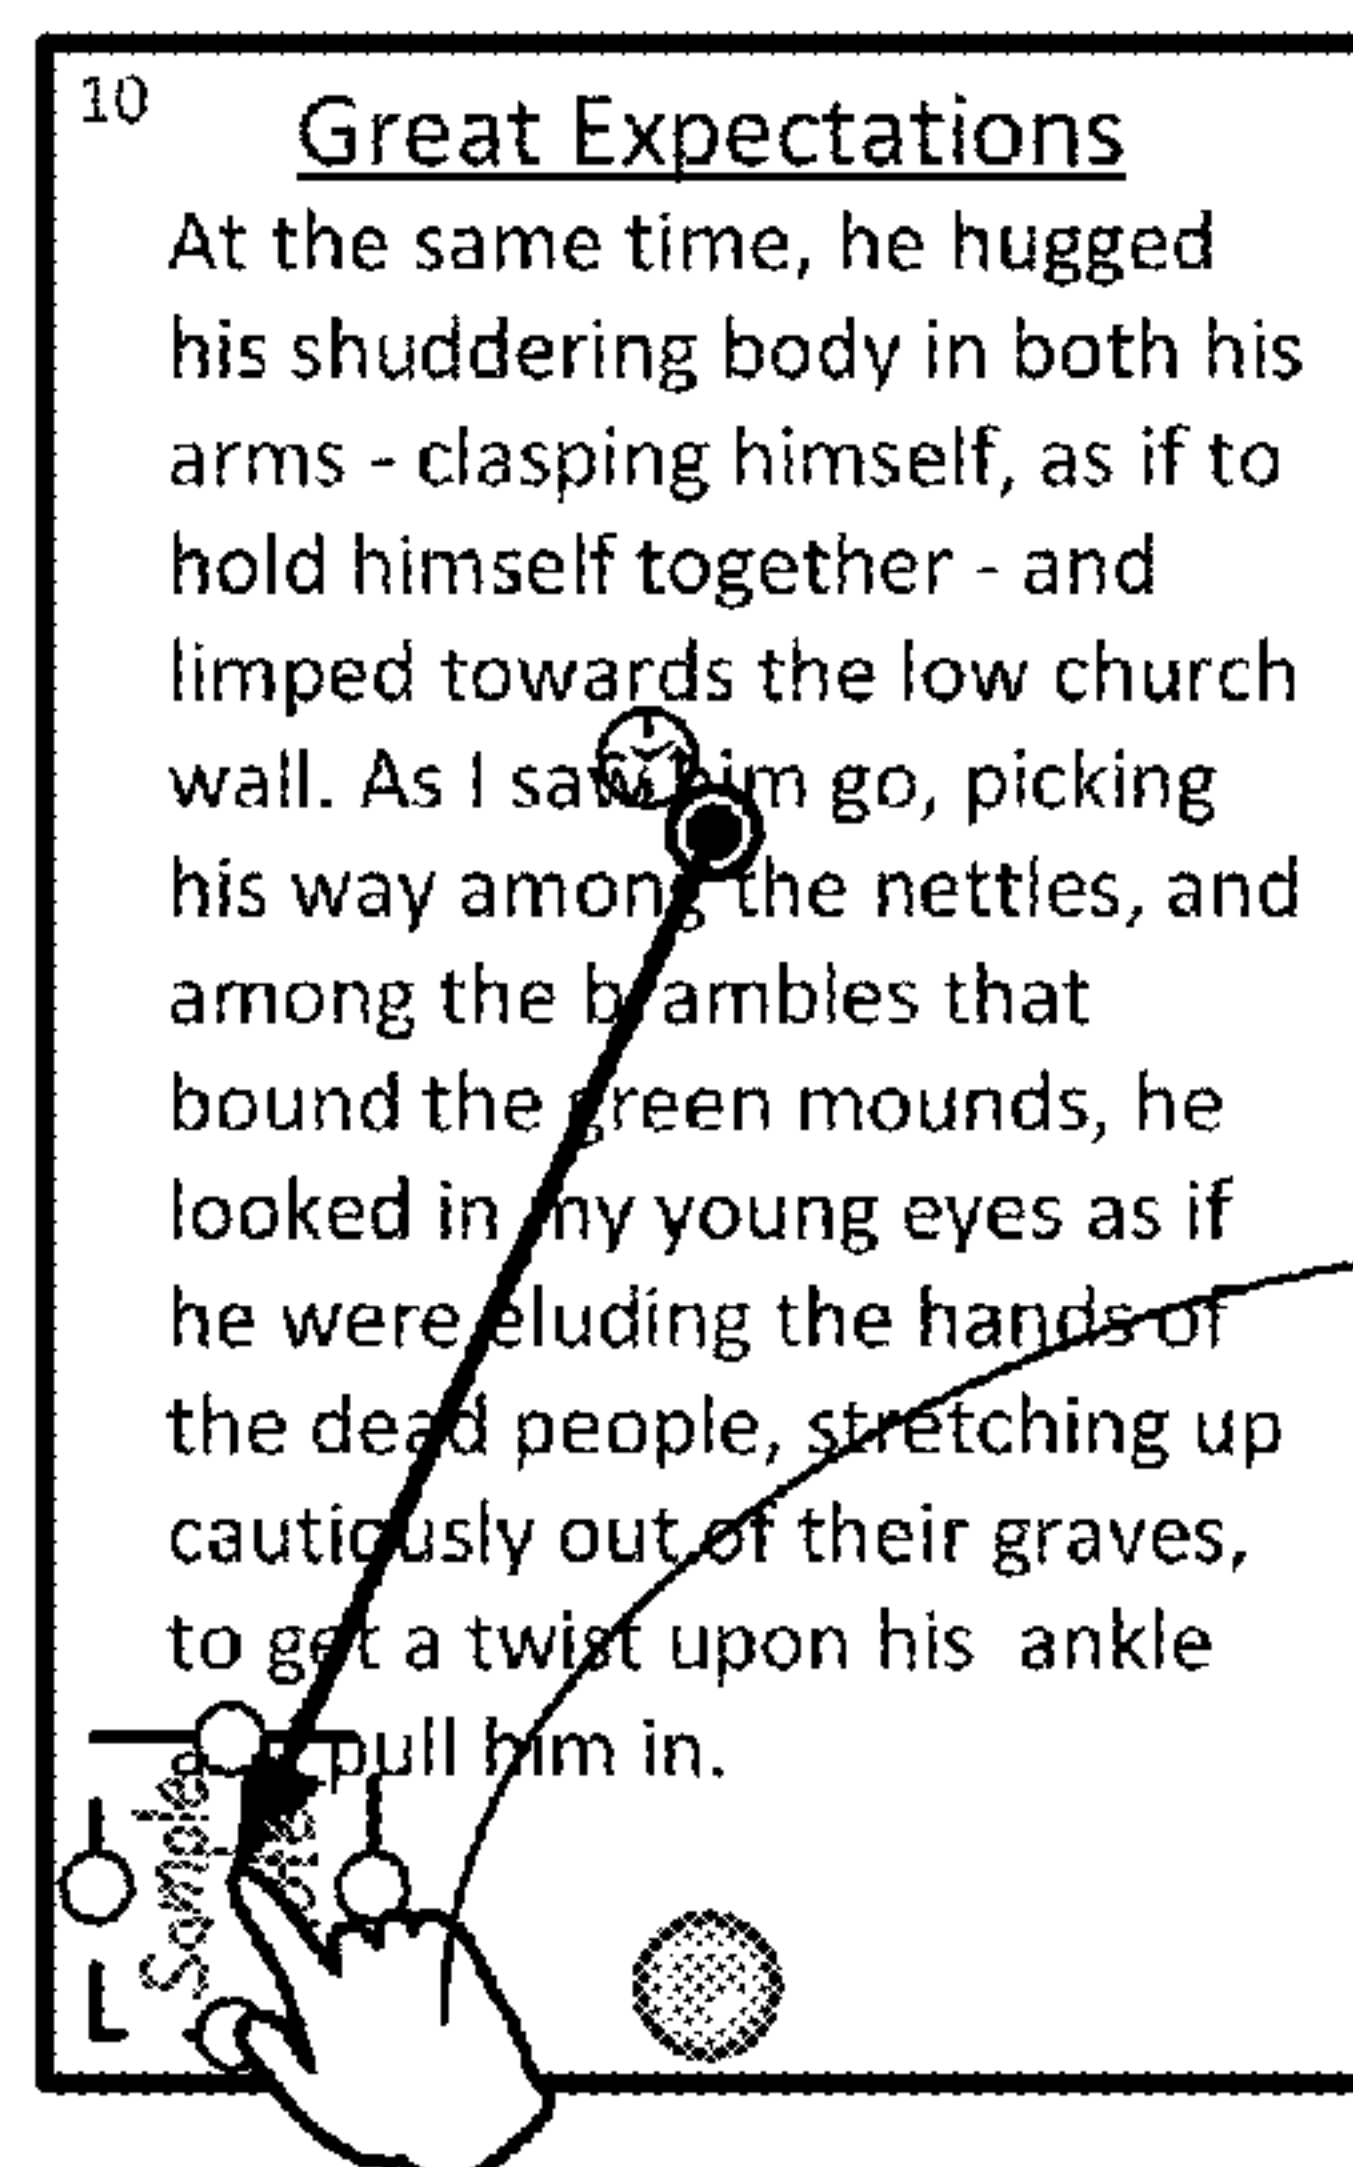 10
Great Expectations
At the same time, he hugged
his shuddering body in both his
arms - clasping himself, as if to
hold himself together - and
limped towards the low church
wall. As I saw him go, picking
his way among the nettles, and
among the brambles that
bound the green mounds, he
looked in my young eyes as if
he were eluding the hands of
the dead people, stretching up
cautiously out of their graves,
to get a twist upon his ankle
pull him in.
Sample